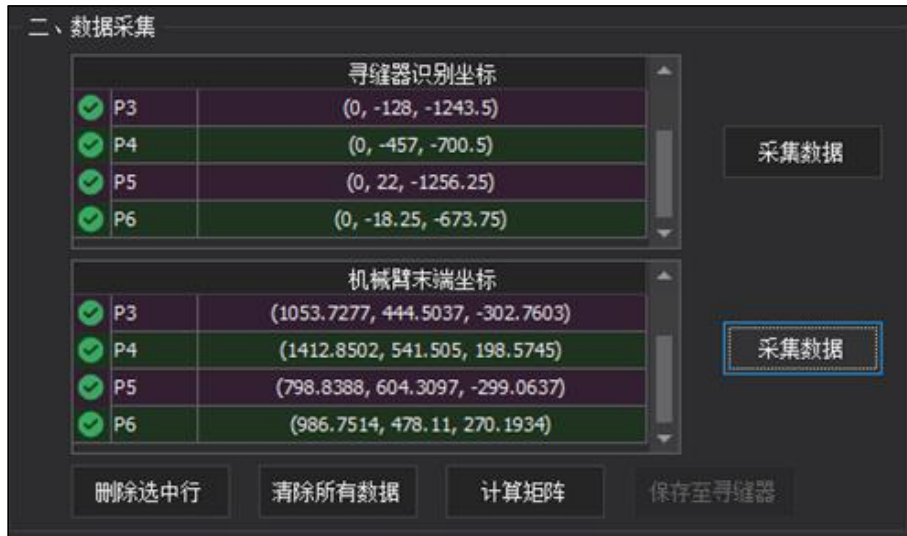 二、数据采集
寻缝器识别坐标
P3 (0, -128, -1243.5)
P4 (0, -457, -700.5)
P5 (0, 22, -1256.25)
P6 (0, -18.25, -673.75)
采集数据
机械臂末端坐标
P3 (1053.7277, 444.5037, -302.7603)
P4 (1412.8502, 541.505, 198.5745)
P5 (798.8388, 604.3097, -299.0637)
P6 (986.7514, 478.11, 270.1934)
采集数据
删除选中行 清除所有数据 计算矩阵 保存至寻缝器